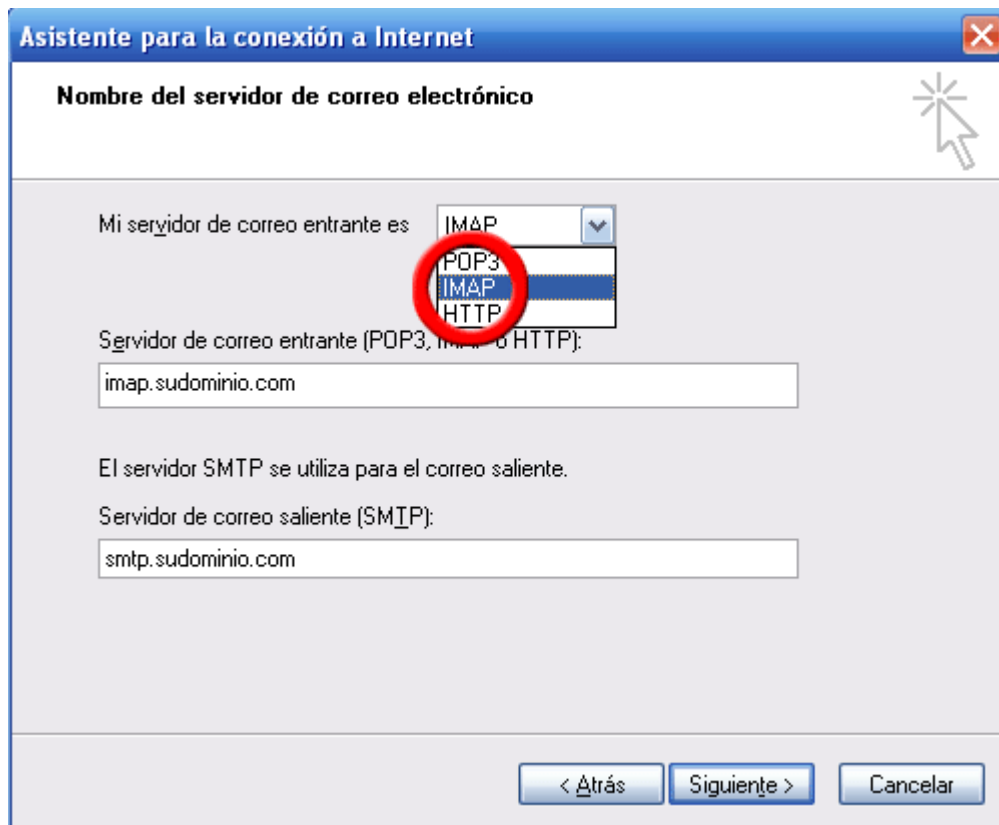 Asistente para la conexión a Internet
Nombre del servidor de correo electrónico
Mi servidor de correo entrante es IMAP
POP3
IMAP
HTTP
Servidor de correo entrante (POP3, IMAP o HTTP):
imap.sudominio.com
El servidor SMTP se utiliza para el correo saliente.
Servidor de correo saliente (SMTP):
smtp.sudominio.com
< Atrás Siguiente > Cancelar